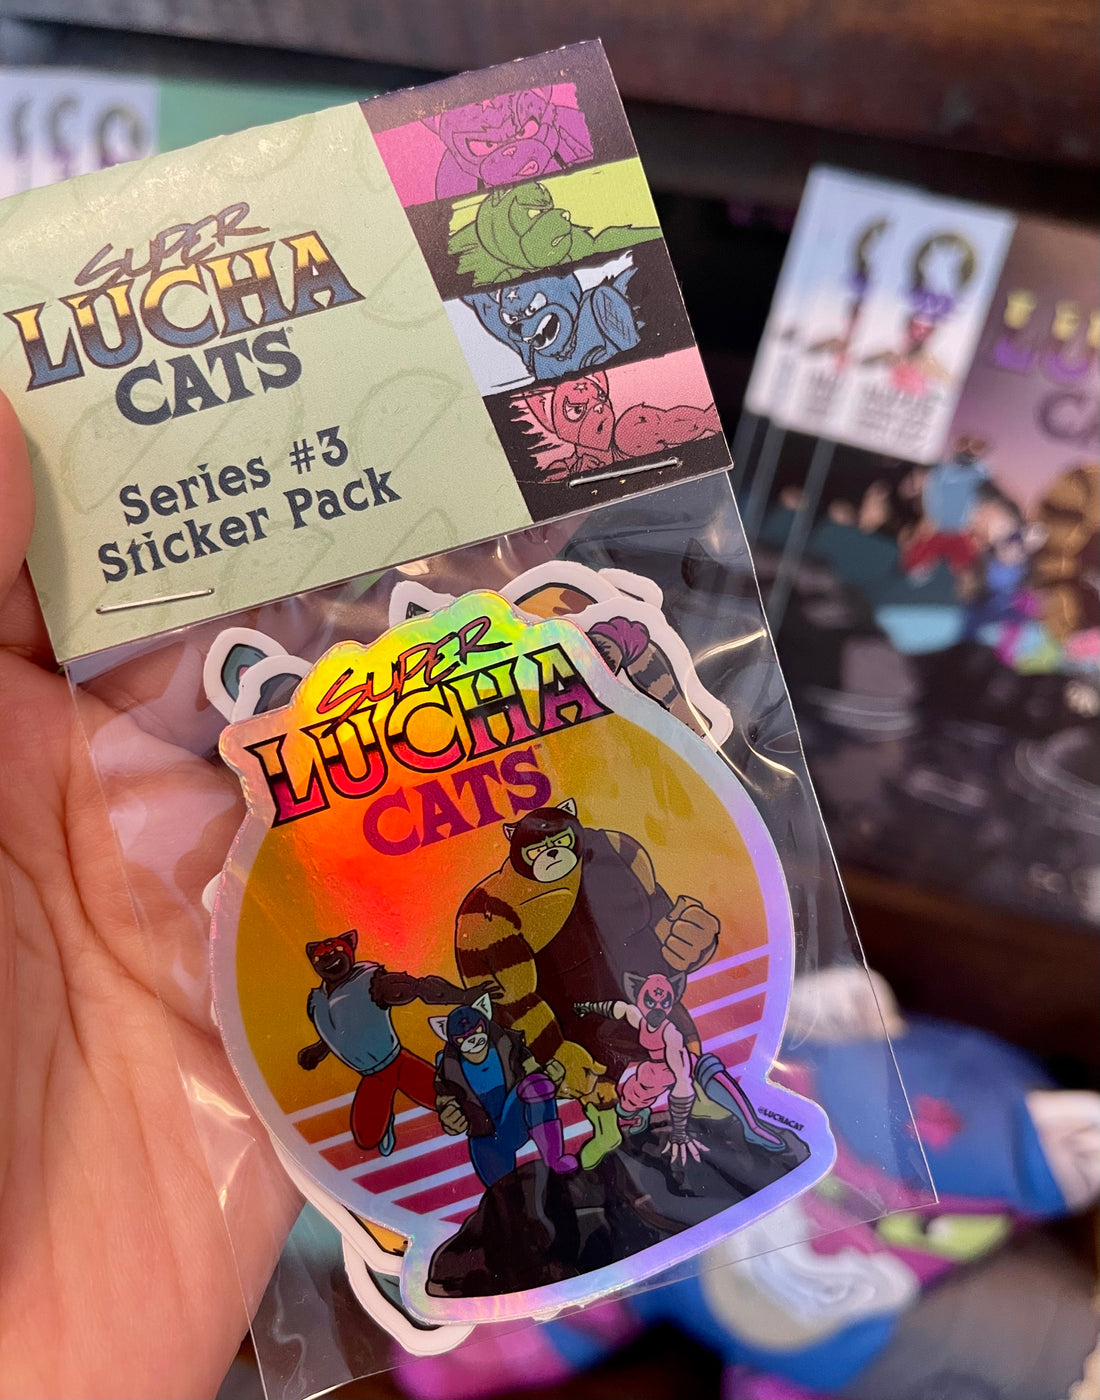 SUPER
LUCHA
CATS
Series #3
Sticker Pack
SUPER
LUCHA
CATS
@LUCHACAT